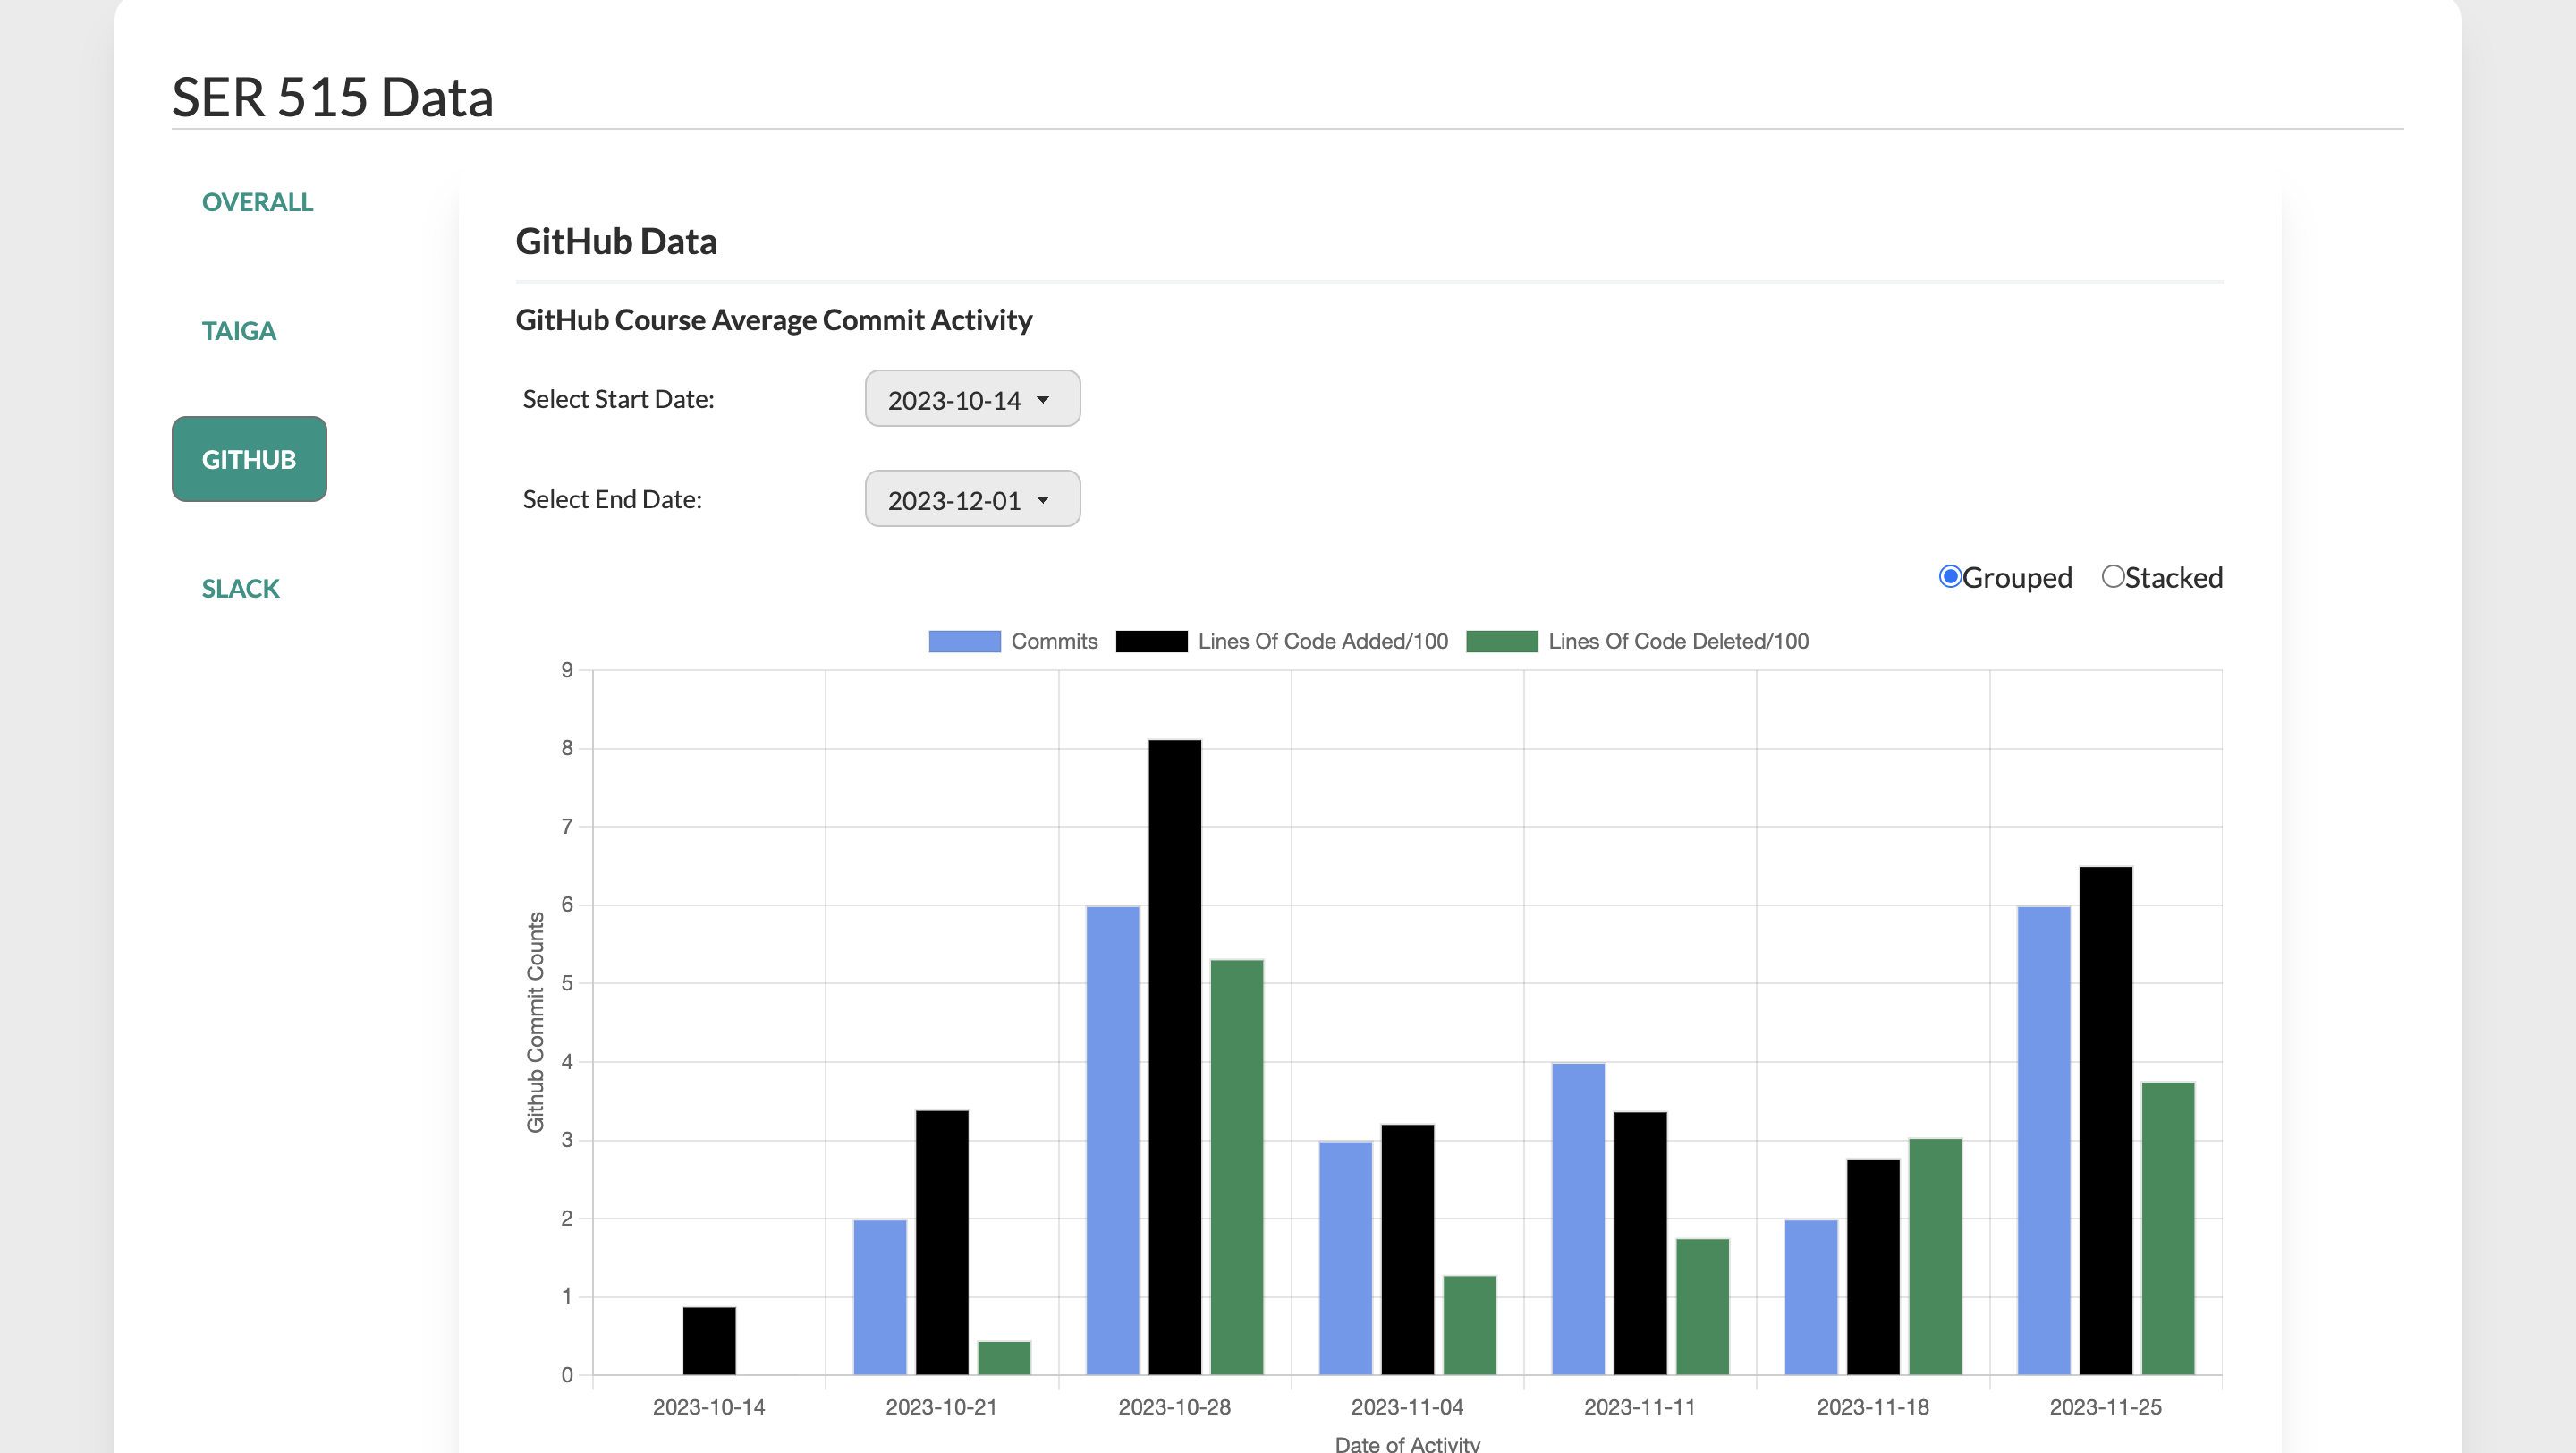 SER 515 Data
OVERALL
TAIGA
GITHUB
SLACK
GitHub Data
GitHub Course Average Commit Activity
Select Start Date: 2023-10-14
Select End Date: 2023-12-01
Grouped Stacked
Commits Lines Of Code Added/100 Lines Of Code Deleted/100
Github Commit Counts
9
8
7
6
5
4
3
2
1
0
2023-10-14 2023-10-21 2023-10-28 2023-11-04 2023-11-11 2023-11-18 2023-11-25
Date of Activity